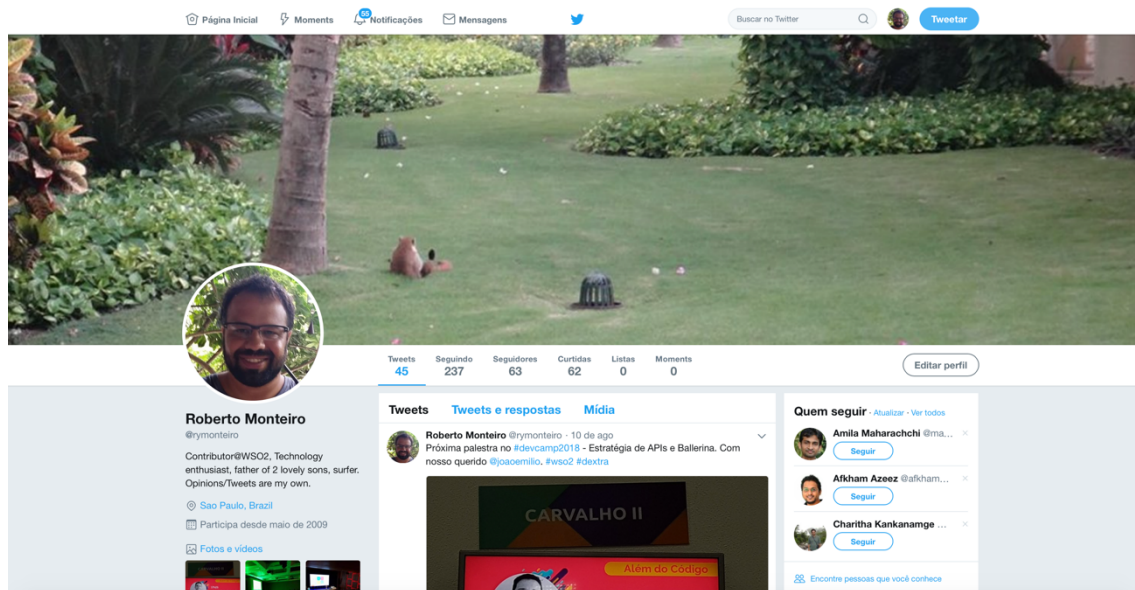 Página Inicial
Moments
55
Notificações
Mensagens
Buscar no Twitter
Tweetar
Tweets
45
Seguindo
237
Seguidores
63
Curtidas
62
Listas
0
Moments
0
Editar perfil
Roberto Monteiro
@rymonteiro
Contributor@WSO2, Technology
enthusiast, father of 2 lovely sons, surfer.
Opinions/Tweets are my own.
Sao Paulo, Brazil
Participa desde maio de 2009
Fotos e vídeos
Tweets Tweets e respostas Mídia
Roberto Monteiro @rymonteiro · 10 de ago
Próxima palestra no #devcamp2018 - Estratégia de APIs e Ballerina. Com
nosso querido @joaoemilio. #wso2 #dextra
CARVALHO II
Além do Código
Quem seguir · Atualizar · Ver todos
Amila Maharachchi @ma...
Seguir
Afkham Azeez @afkham...
Seguir
Charitha Kankanamge ...
Seguir
Encontre pessoas que você conhece